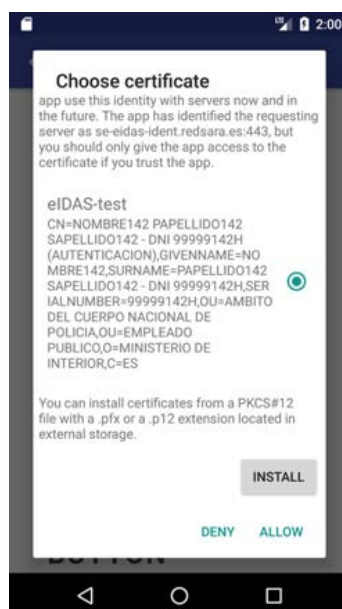 LTE 2:00
Choose certificate
app use this identity with servers now and in
the future. The app has identified the requesting
server as se-eidas-ident.redsara.es:443, but
you should only give the app access to the
certificate if you trust the app.
eIDAS-test
CN=NOMBRE142 PAPELLIDO142
SAPELLIDO142 - DNI 99999142H
(AUTENTICACION),GIVENNAME=NO
MBRE142,SURNAME=PAPELLIDO142
SAPELLIDO142 - DNI 99999142H,SER
IALNUMBER=99999142H,OU=AMBITO
DEL CUERPO NACIONAL DE
POLICIA,OU=EMPLEADO
PUBLICO,O=MINISTERIO DE
INTERIOR,C=ES
You can install certificates from a PKCS#12
file with a .pfx or a .p12 extension located in
external storage.
INSTALL
DENY ALLOW
BUTTON